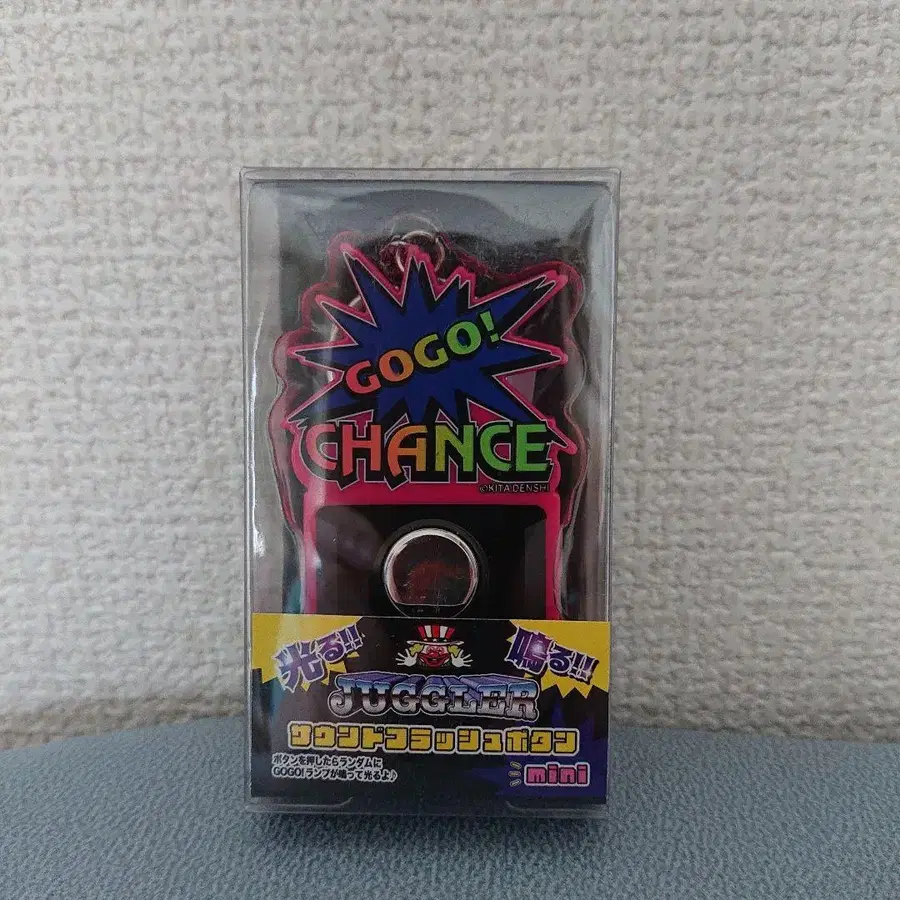 GOGO!
CHANCE
©KITA DENSHI
光る!!
鳴る!!
JUGGLER
サウンドフラッシュボタン
ボタンを押したらランダムに
GOGO!ランプが鳴って光るよ♪
mini